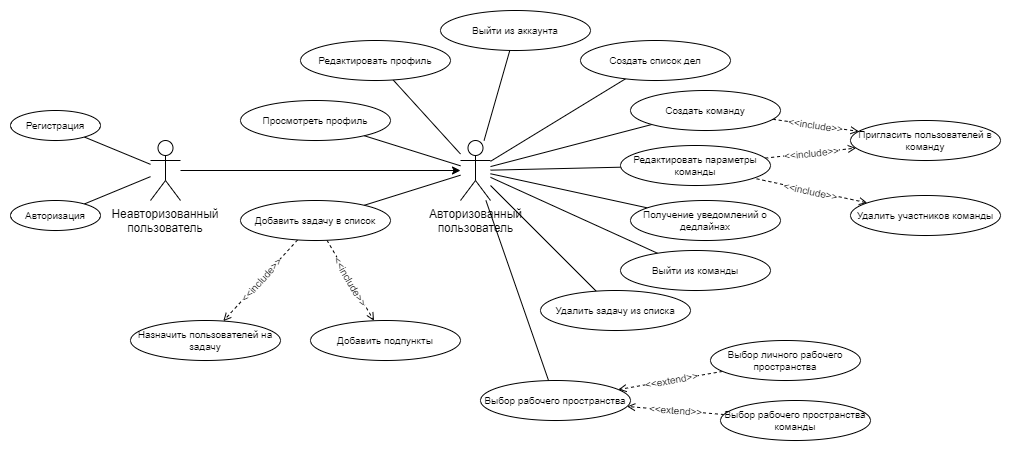 Выйти из аккаунта
Редактировать профиль
Создать список дел
Просмотреть профиль
Создать команду
Регистрация
<<include>>
Пригласить пользователей в
команду
Редактировать параметры
команды
<<include>>
<<include>>
Авторизация
Неавторизованный
пользователь
Добавить задачу в список
Авторизованный
пользователь
Получение уведомлений о
дедлайнах
Удалить участников команды
Выйти из команды
<<include>>
<<include>>
Удалить задачу из списка
Назначить пользователей на
задачу
Добавить подпункты
Выбор личного рабочего
пространства
<<extend>>
Выбор рабочего пространства
<<extend>>
Выбор рабочего пространства
команды